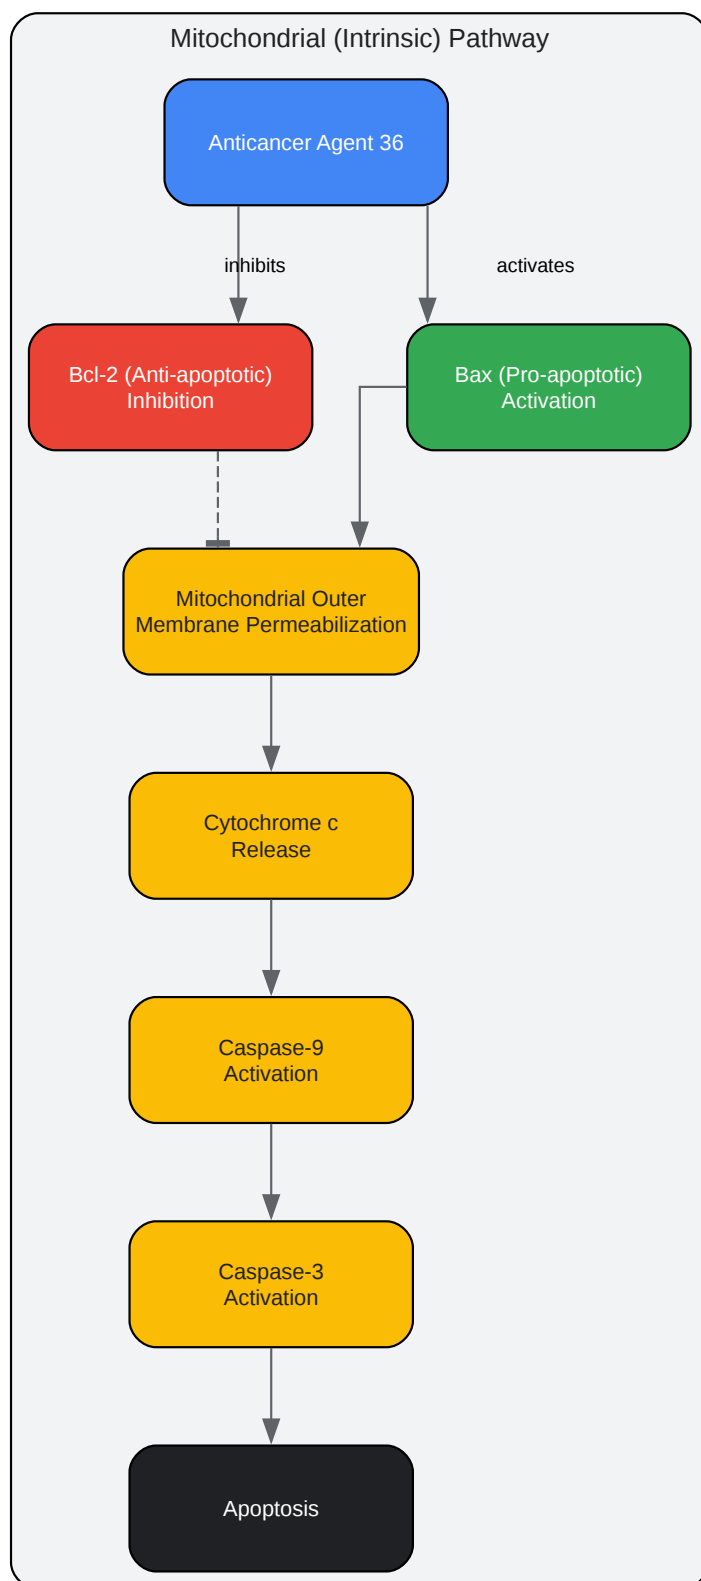 Mitochondrial (Intrinsic) Pathway
Anticancer Agent 36
inhibits
activates
Bcl-2 (Anti-apoptotic)
Inhibition
Bax (Pro-apoptotic)
Activation
Mitochondrial Outer
Membrane Permeabilization
Cytochrome c
Release
Caspase-9
Activation
Caspase-3
Activation
Apoptosis